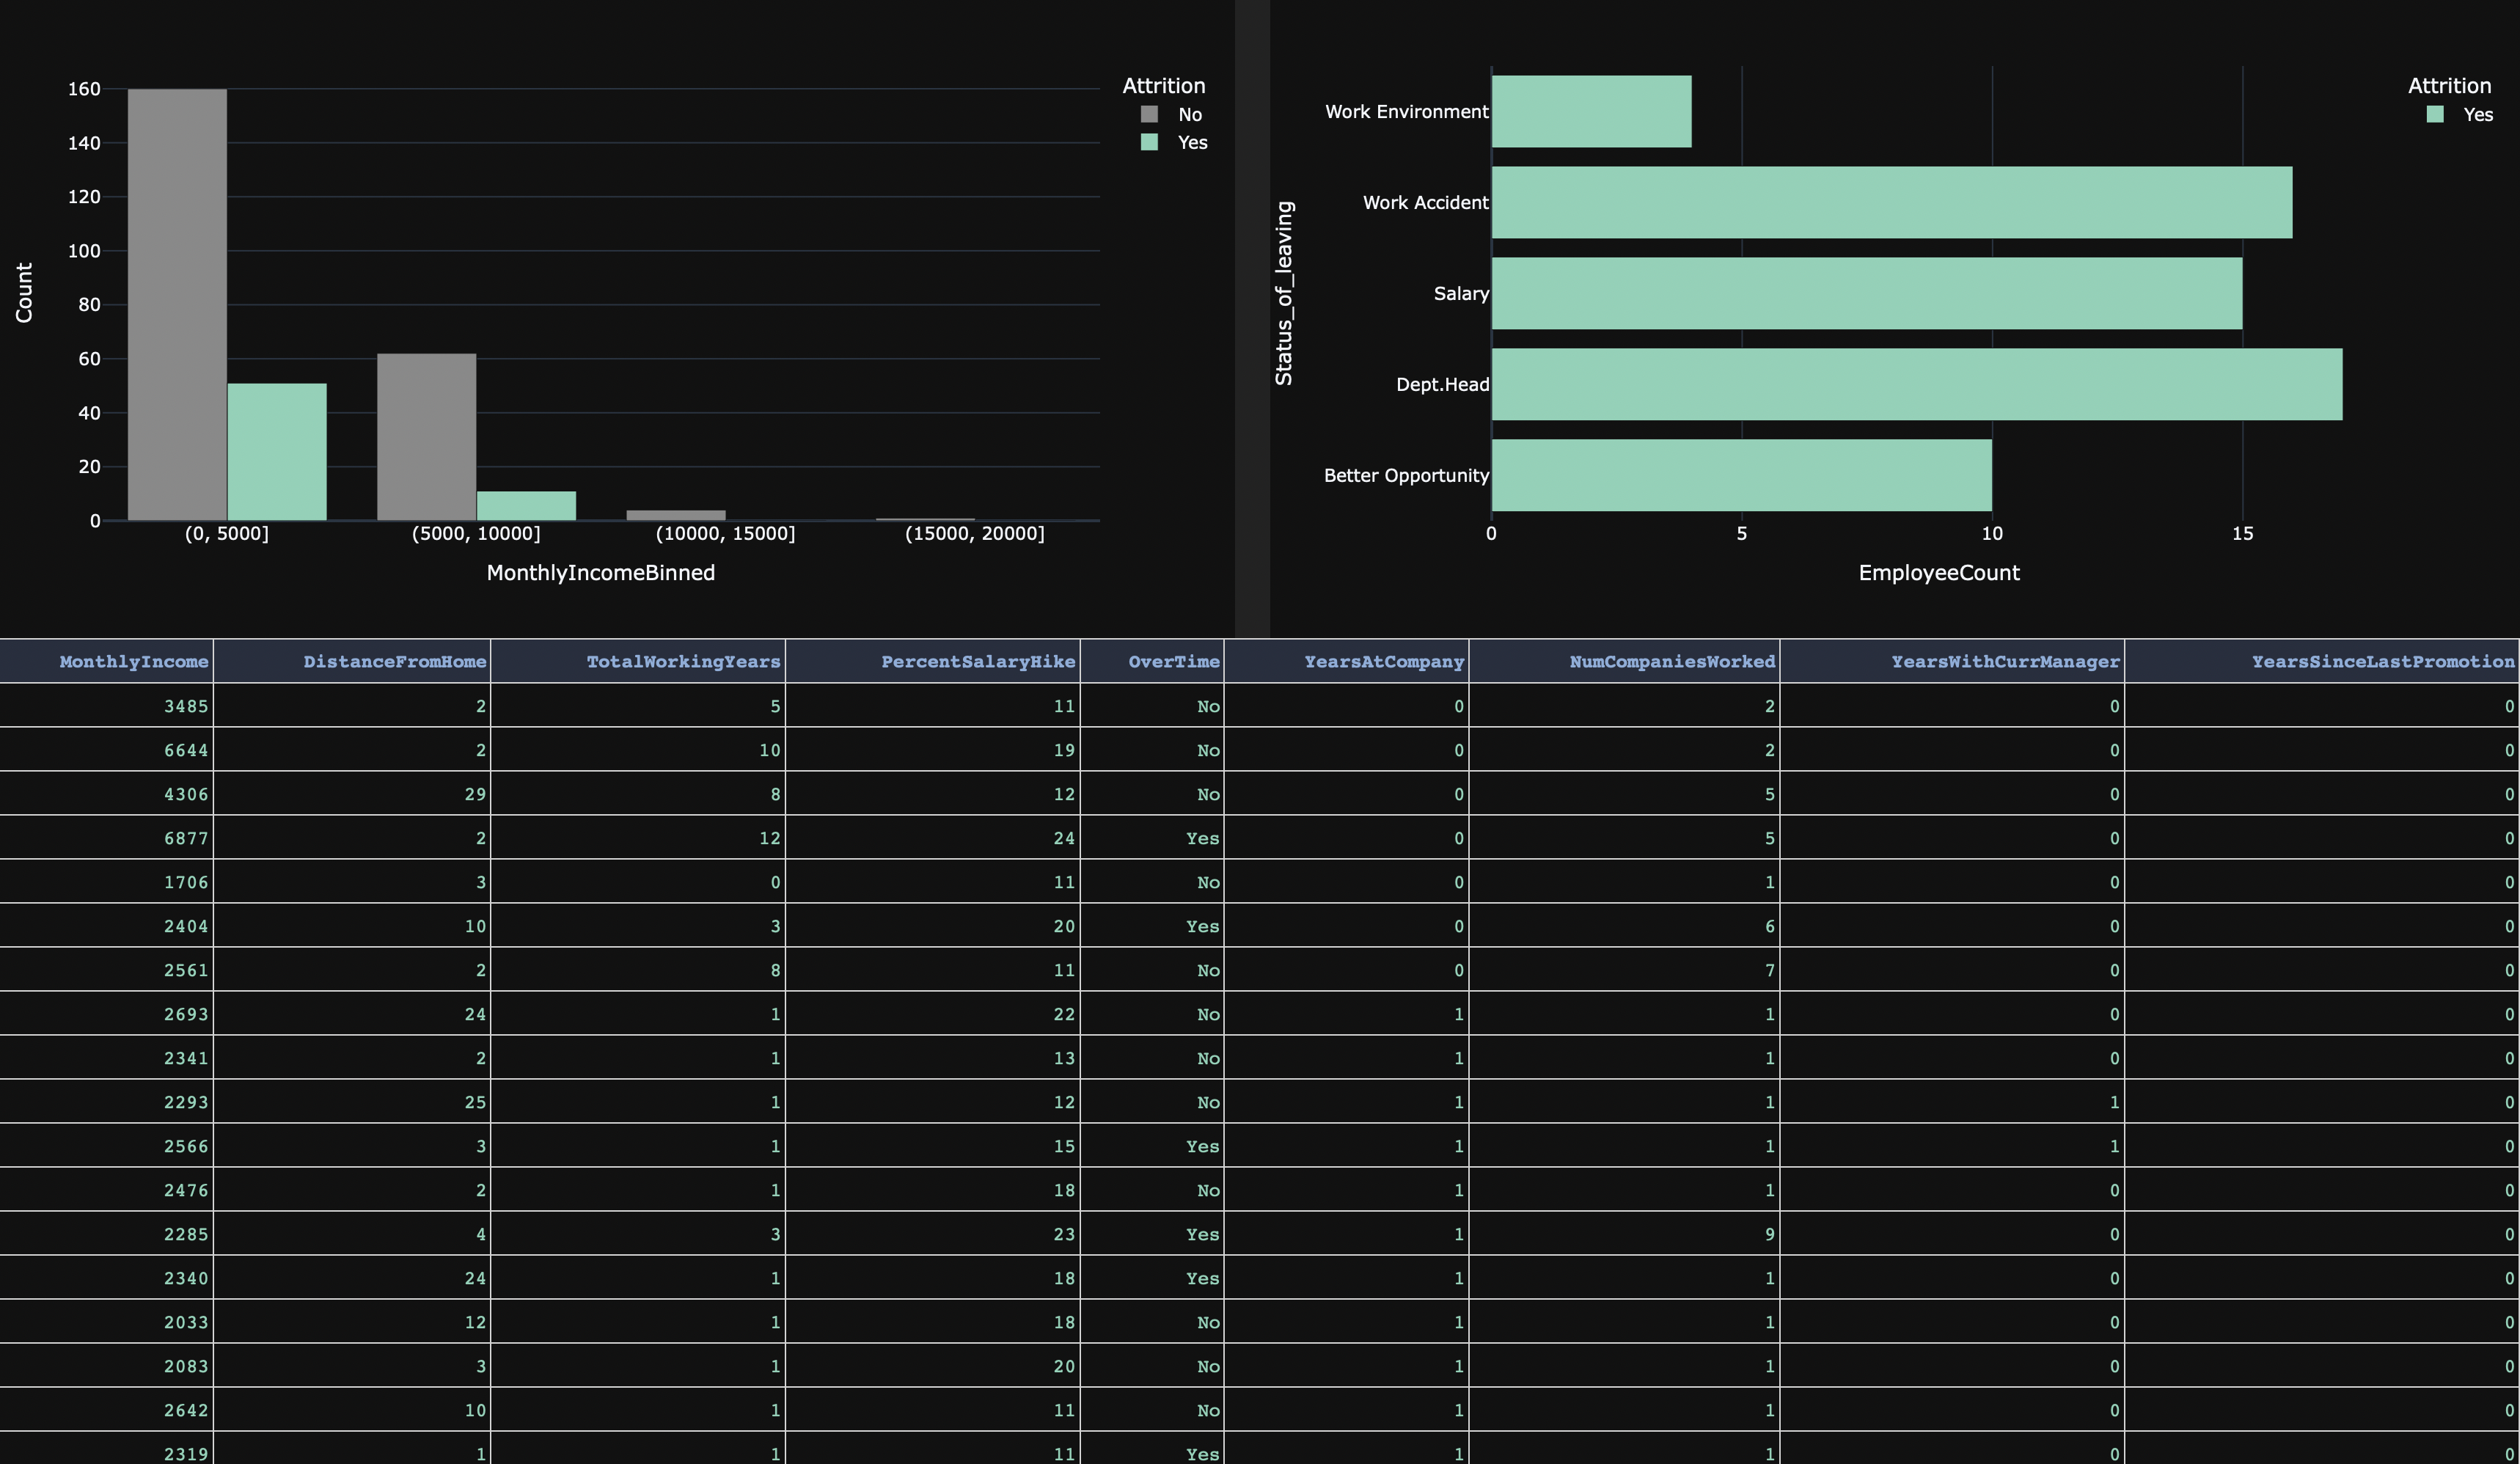 Attrition
No
Yes
160
140
120
100
80
60
40
20
0
Count
(0, 5000] (5000, 10000] (10000, 15000] (15000, 20000]
MonthlyIncomeBinned
Attrition
Yes
Status_of_leaving
Work Environment
Work Accident
Salary
Dept.Head
Better Opportunity
0 5 10 15
EmployeeCount
MonthlyIncome DistanceFromHome TotalWorkingYears PercentSalaryHike OverTime YearsAtCompany NumCompaniesWorked YearsWithCurrManager YearsSinceLastPromotion
3485 2 5 11 No 0 2 0 0
6644 2 10 19 No 0 2 0 0
4306 29 8 12 No 0 5 0 0
6877 2 12 24 Yes 0 5 0 0
1706 3 0 11 No 0 1 0 0
2404 10 3 20 Yes 0 6 0 0
2561 2 8 11 No 0 7 0 0
2693 24 1 22 No 1 1 0 0
2341 2 1 13 No 1 1 0 0
2293 25 1 12 No 1 1 1 0
2566 3 1 15 Yes 1 1 1 0
2476 2 1 18 No 1 1 0 0
2285 4 3 23 Yes 1 9 0 0
2340 24 1 18 Yes 1 1 0 0
2033 12 1 18 No 1 1 0 0
2083 3 1 20 No 1 1 0 0
2642 10 1 11 No 1 1 0 0
2319 1 1 11 Yes 1 1 0 0